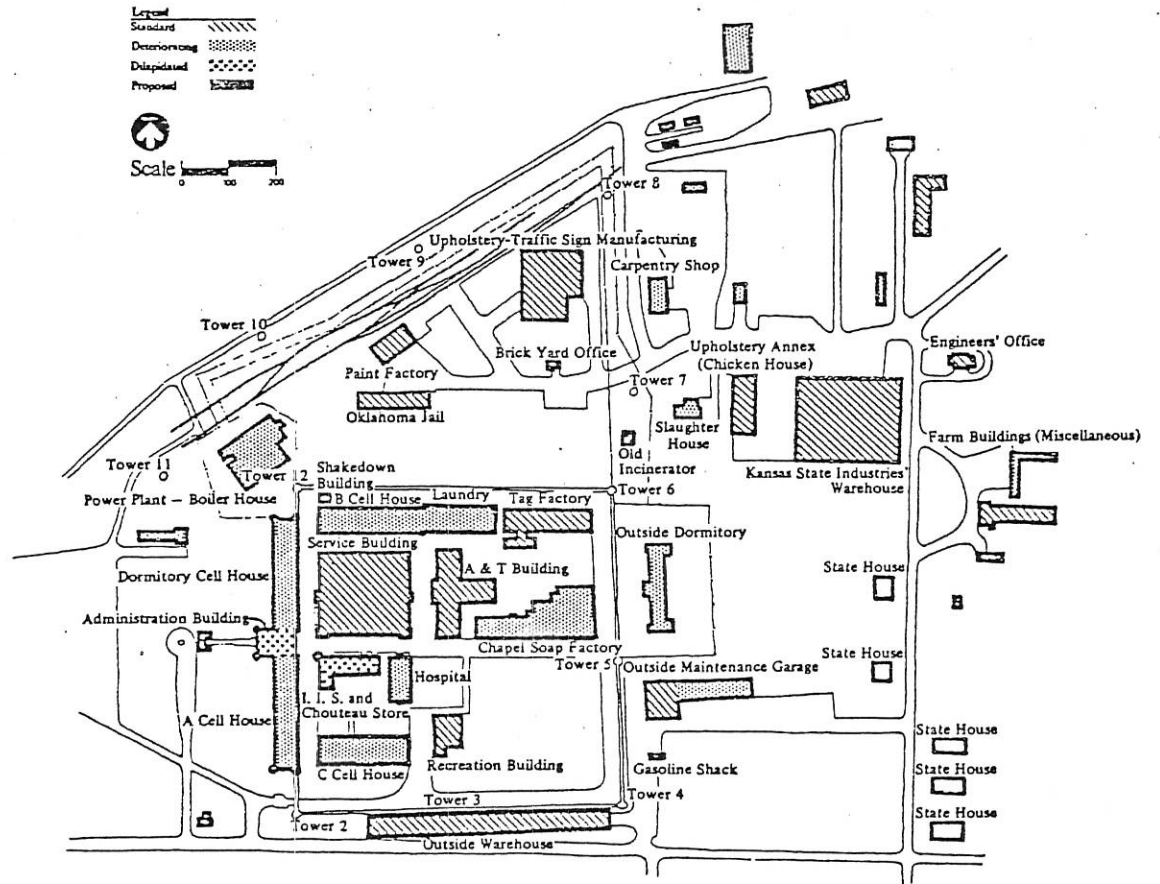 Legend
Standard
Deteriorating
Dilapidated
Proposed
Scale
0 100 200
Tower 8
Upholstery-Traffic Sign Manufacturing
Tower 9
Carpentry Shop
Tower 10
Brick Yard Office
Upholstery Annex
(Chicken House)
Engineers' Office
Paint Factory
Tower 7
Oklahoma Jail
Slaughter
House
Farm Buildings (Miscellaneous)
Old
Incinerator
Tower 11
Tower 12
Shakedown
Building
Kansas State Industries'
Warehouse
Power Plant — Boiler House
B Cell House
Laundry
Tag Factory
Tower 6
Service Building
Outside Dormitory
A & T Building
State House
Dormitory Cell House
Administration Building
Chapel Soap Factory
Tower 5
Outside Maintenance Garage
State House
Hospital
I. I. S. and
Chouteau Store
A Cell House
State House
C Cell House
Recreation Building
Gasoline Shack
State House
Tower 3
Tower 4
State House
Tower 2
Outside Warehouse